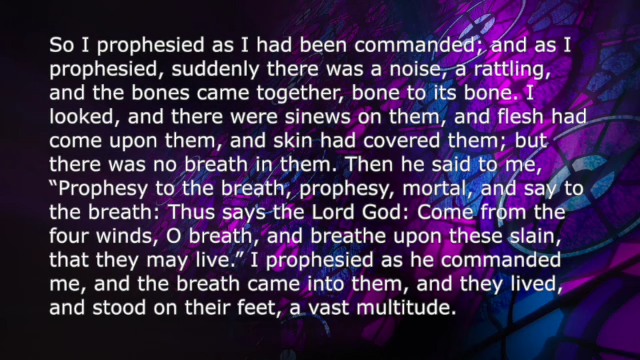 So I prophesied as I had been commanded; and as I
prophesied, suddenly there was a noise, a rattling,
and the bones came together, bone to its bone. I
looked, and there were sinews on them, and flesh had
come upon them, and skin had covered them; but
there was no breath in them. Then he said to me,
“Prophesy to the breath, prophesy, mortal, and say to
the breath: Thus says the Lord God: Come from the
four winds, O breath, and breathe upon these slain,
that they may live.” I prophesied as he commanded
me, and the breath came into them, and they lived,
and stood on their feet, a vast multitude.